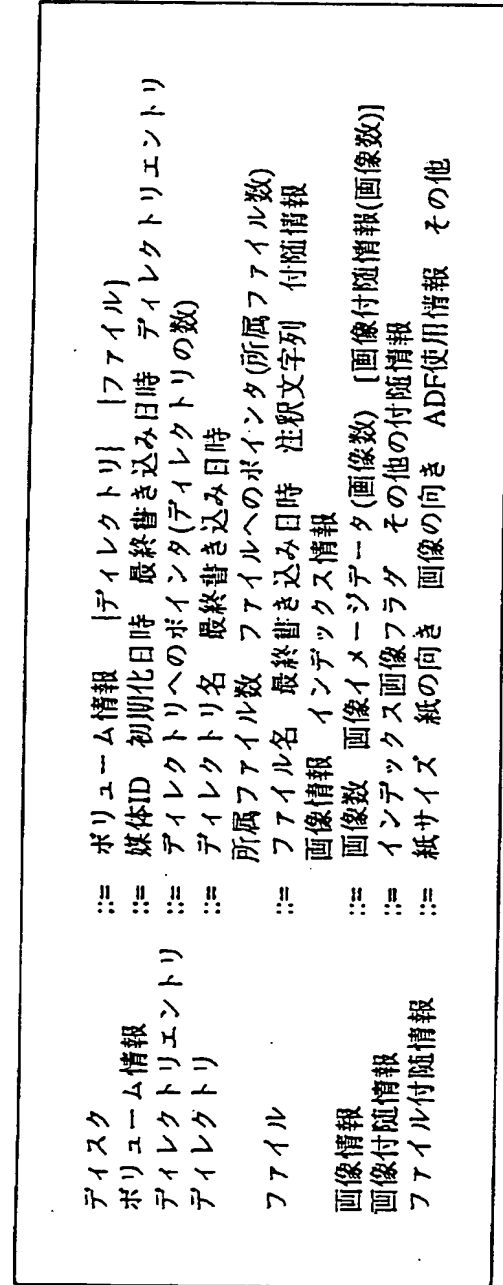 ディスク ::= ボリューム情報 {ディレクトリ} {ファイル}
ボリューム情報 ::= 媒体ID 初期化日時 最終書き込み日時 ディレクトリエントリ
ディレクトリエントリ ::= ディレクトリへのポインタ(ディレクトリの数)
ディレクトリ ::= ディレクトリ名 最終書き込み日時
所属ファイル数 ファイルへのポインタ(所属ファイル数)
ファイル ::= ファイル名 最終書き込み日時 注釈文字列 付随情報
画像情報 インデックス情報
画像情報 ::= 画像数 画像イメージデータ(画像数) [画像付随情報(画像数)]
画像付随情報 ::= インデックス画像フラグ その他の付随情報
ファイル付随情報 ::= 紙サイズ 紙の向き 画像の向き ADF使用情報 その他